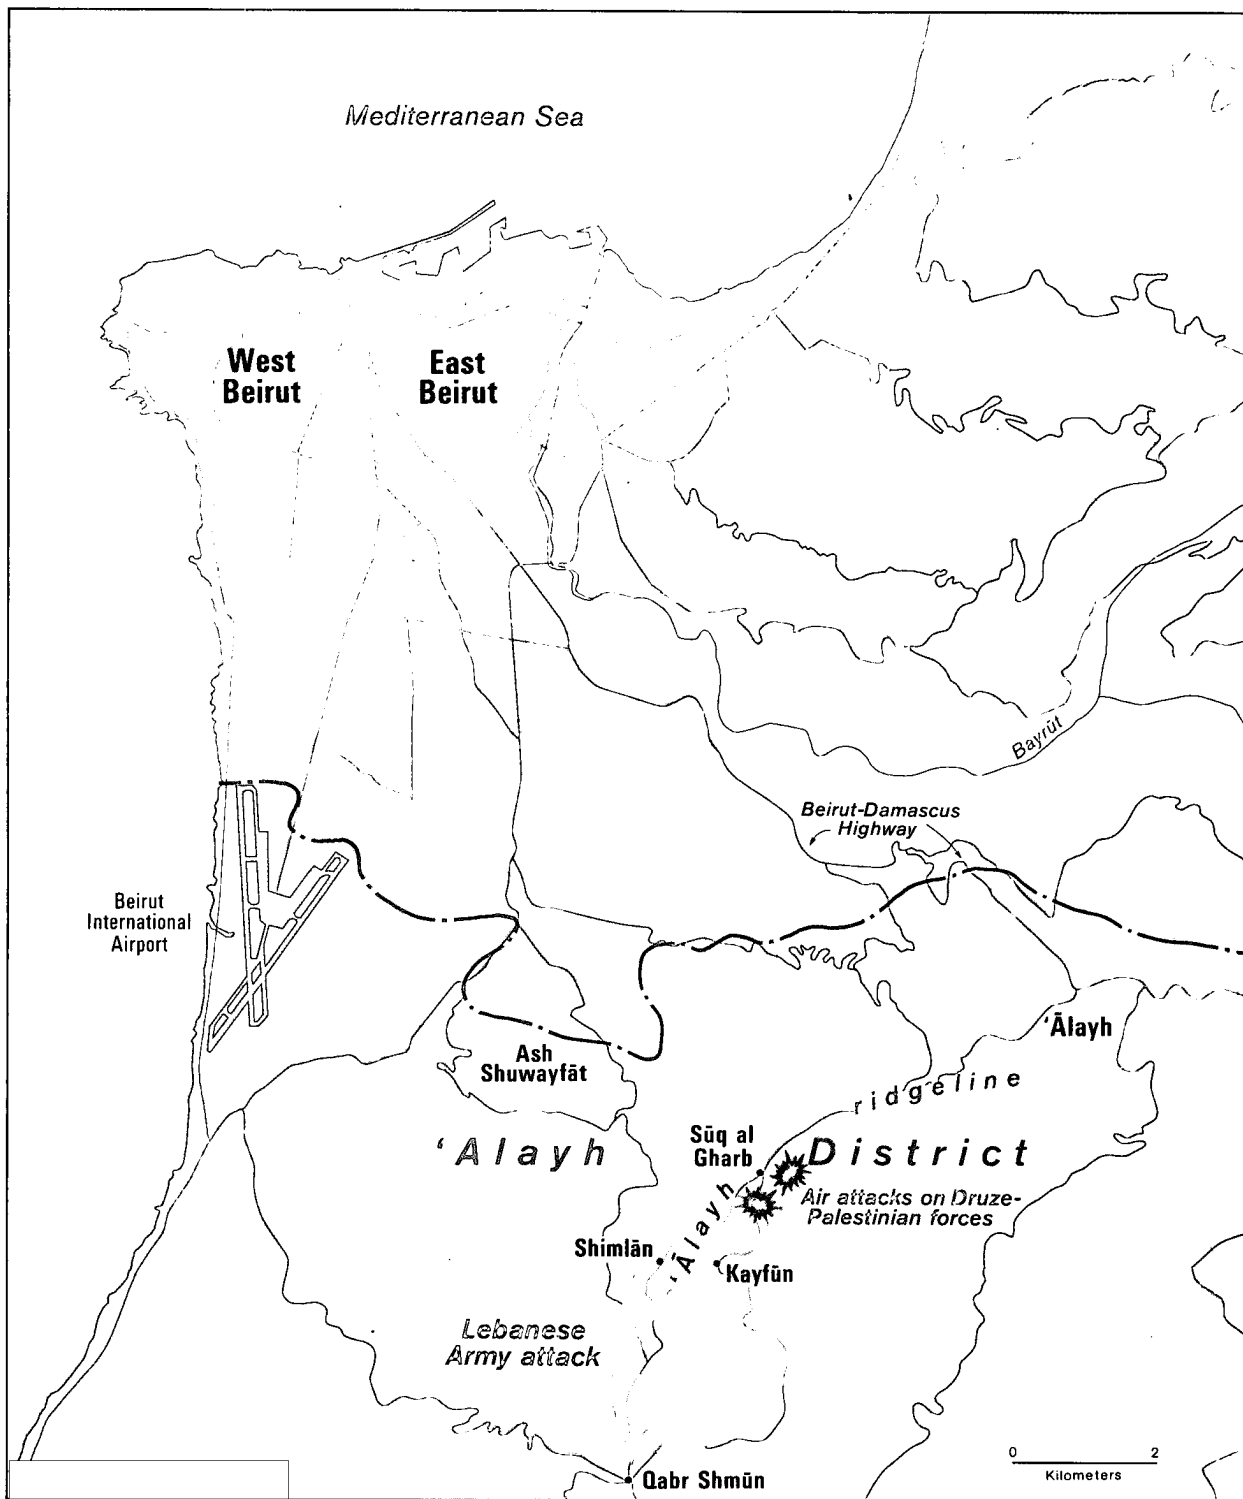 Mediterranean Sea
West
Beirut
East
Beirut
Bayrūt
Beirut-Damascus
Highway
Beirut
International
Airport
'Ālayh
Ash
Shuwayfāt
ridgeline
Sūq al
Gharb
'Alayh District
Air attacks on Druze-
Palestinian forces
'Ālayh
Shimlān
Kayfūn
Lebanese
Army attack
0 2
Kilometers
Qabr Shmūn